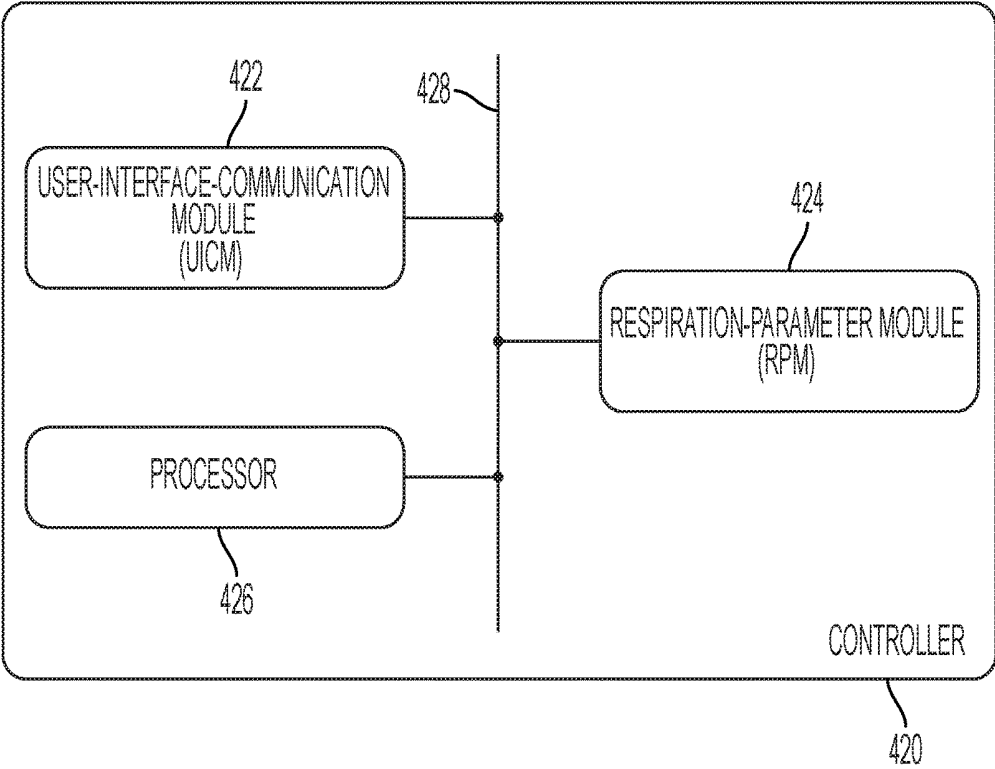 422
428
USER-INTERFACE-COMMUNICATION
MODULE
(UICM)
424
RESPIRATION-PARAMETER MODULE
(RPM)
PROCESSOR
426
CONTROLLER
420